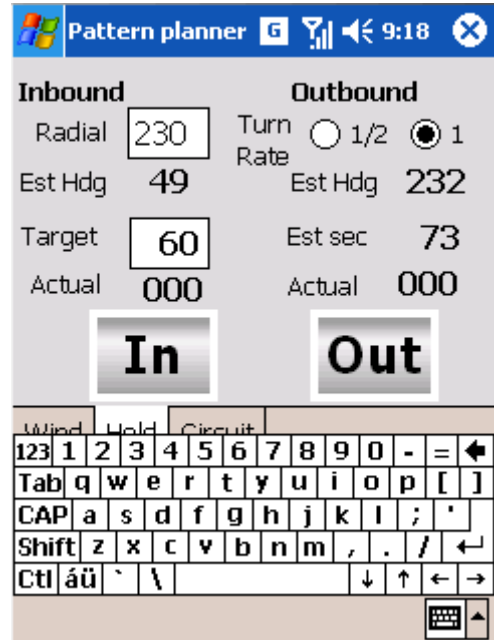 Pattern planner G 9:18
Inbound Outbound
Radial 230 Turn Rate 1/2 1
Est Hdg 49 Est Hdg 232
Target 60 Est sec 73
Actual 000 Actual 000
In Out
Wind Hold Circuit
123 1 2 3 4 5 6 7 8 9 0 - =
Tab q w e r t y u i o p [ ]
CAP a s d f g h j k l ; '
Shift z x c v b n m , . /
Ctl áü ` \